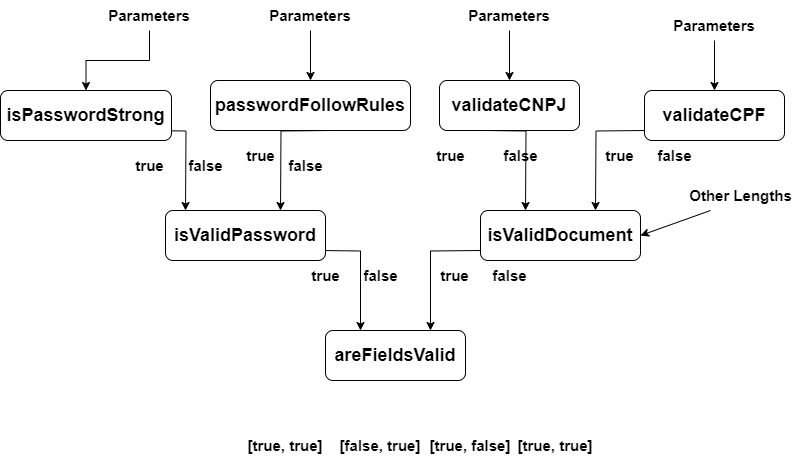 Parameters
Parameters
Parameters
Parameters
isPasswordStrong
passwordFollowRules
validateCNPJ
validateCPF
true
false
true
false
true
false
true
false
Other Lengths
isValidPassword
isValidDocument
true
false
true
false
areFieldsValid
[true, true] [false, true] [true, false] [true, true]